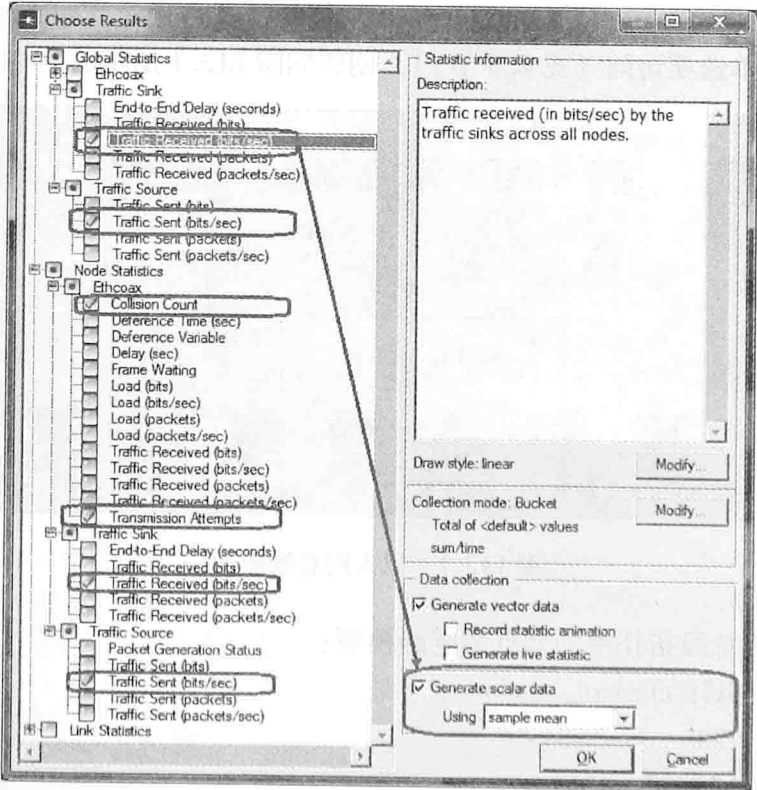 Choose Results
Global Statistics
Ethcoax
Traffic Sink
End-to-End Delay (seconds)
Traffic Received (bits)
Traffic Received (bits/sec)
Traffic Received (packets)
Traffic Received (packets/sec)
Traffic Source
Traffic Sent (bits)
Traffic Sent (bits/sec)
Traffic Sent (packets)
Traffic Sent (packets/sec)
Node Statistics
Ethcoax
Collision Count
Deference Time (sec)
Deference Variable
Delay (sec)
Frame Waiting
Load (bits)
Load (bits/sec)
Load (packets)
Load (packets/sec)
Traffic Received (bits)
Traffic Received (bits/sec)
Traffic Received (packets)
Traffic Received (packets/sec)
Transmission Attempts
Traffic Sink
End-to-End Delay (seconds)
Traffic Received (bits)
Traffic Received (bits/sec)
Traffic Received (packets)
Traffic Received (packets/sec)
Traffic Source
Packet Generation Status
Traffic Sent (bits)
Traffic Sent (bits/sec)
Traffic Sent (packets)
Traffic Sent (packets/sec)
Link Statistics
Statistic information
Description:
Traffic received (in bits/sec) by the
traffic sinks across all nodes.
Draw style: linear
Modify...
Collection mode: Bucket
Modify...
Total of <default> values
sum/time
Data collection
Generate vector data
Record statistic animation
Generate live statistic
Generate scalar data
Using sample mean
OK
Cancel